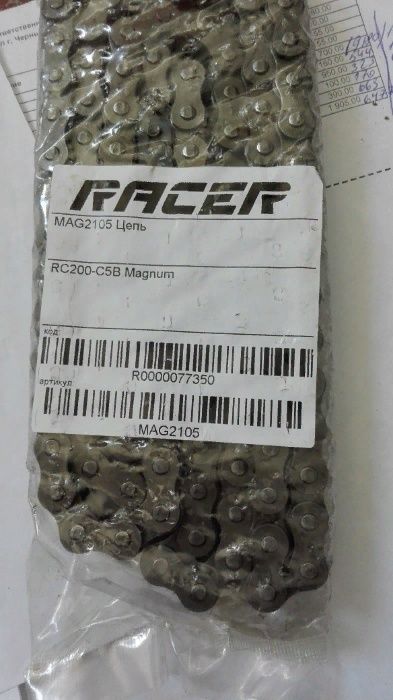 RACER
MAG2105 Цепь
RC200-C5B Magnum
код
R0000077350
артикул
MAG2105